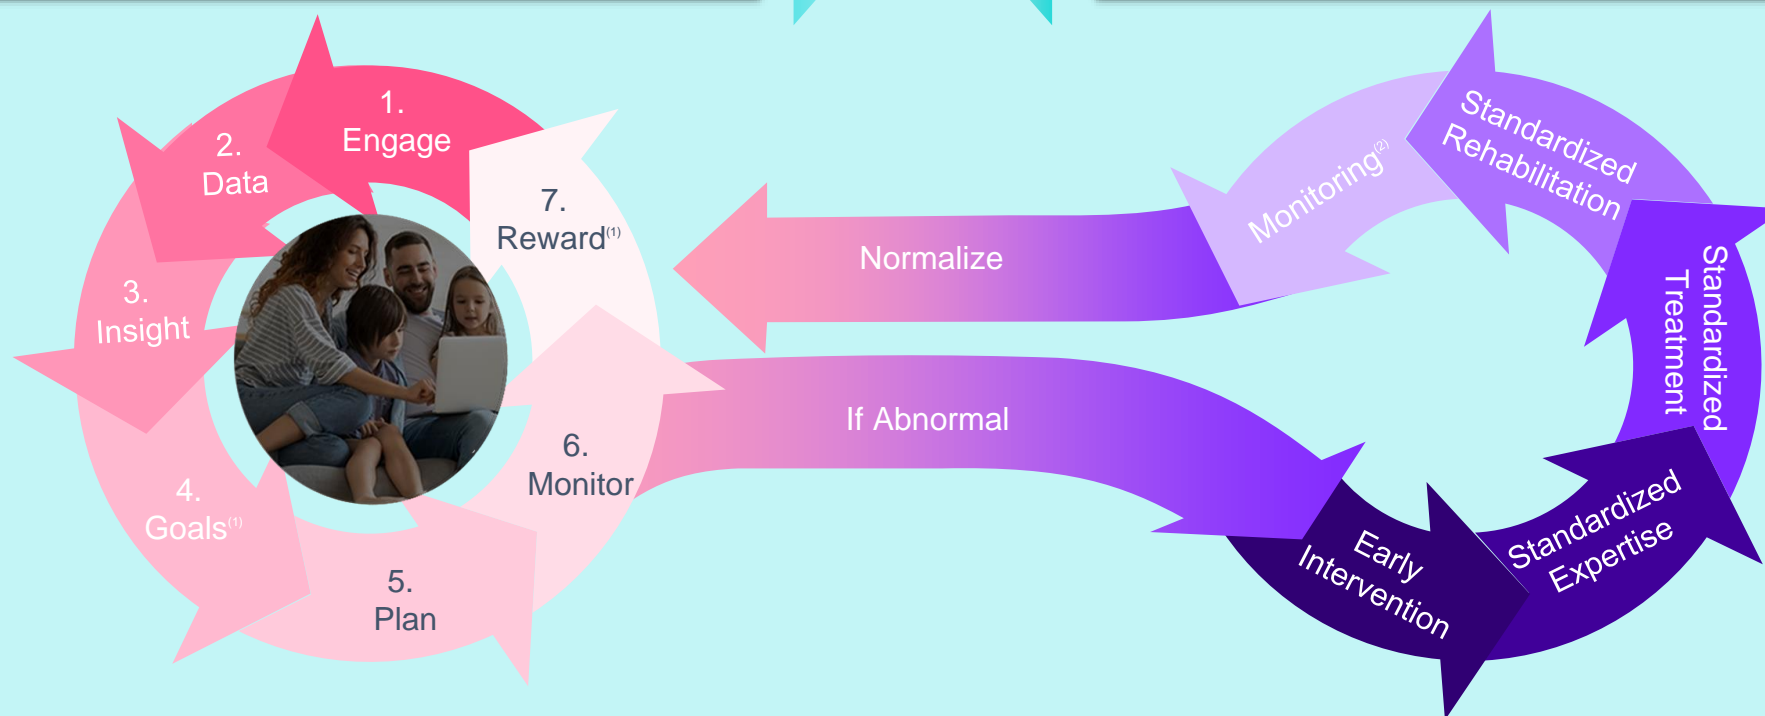 1.
Engage
2.
Data
3.
Insight
4.
Goals(1)
5.
Plan
6.
Monitor
7.
Reward(1)
If Abnormal
Early
Intervention
Standardized
Expertise
Standardized
Treatment
Standardized
Rehabilitation
Monitoring(2)
Normalize